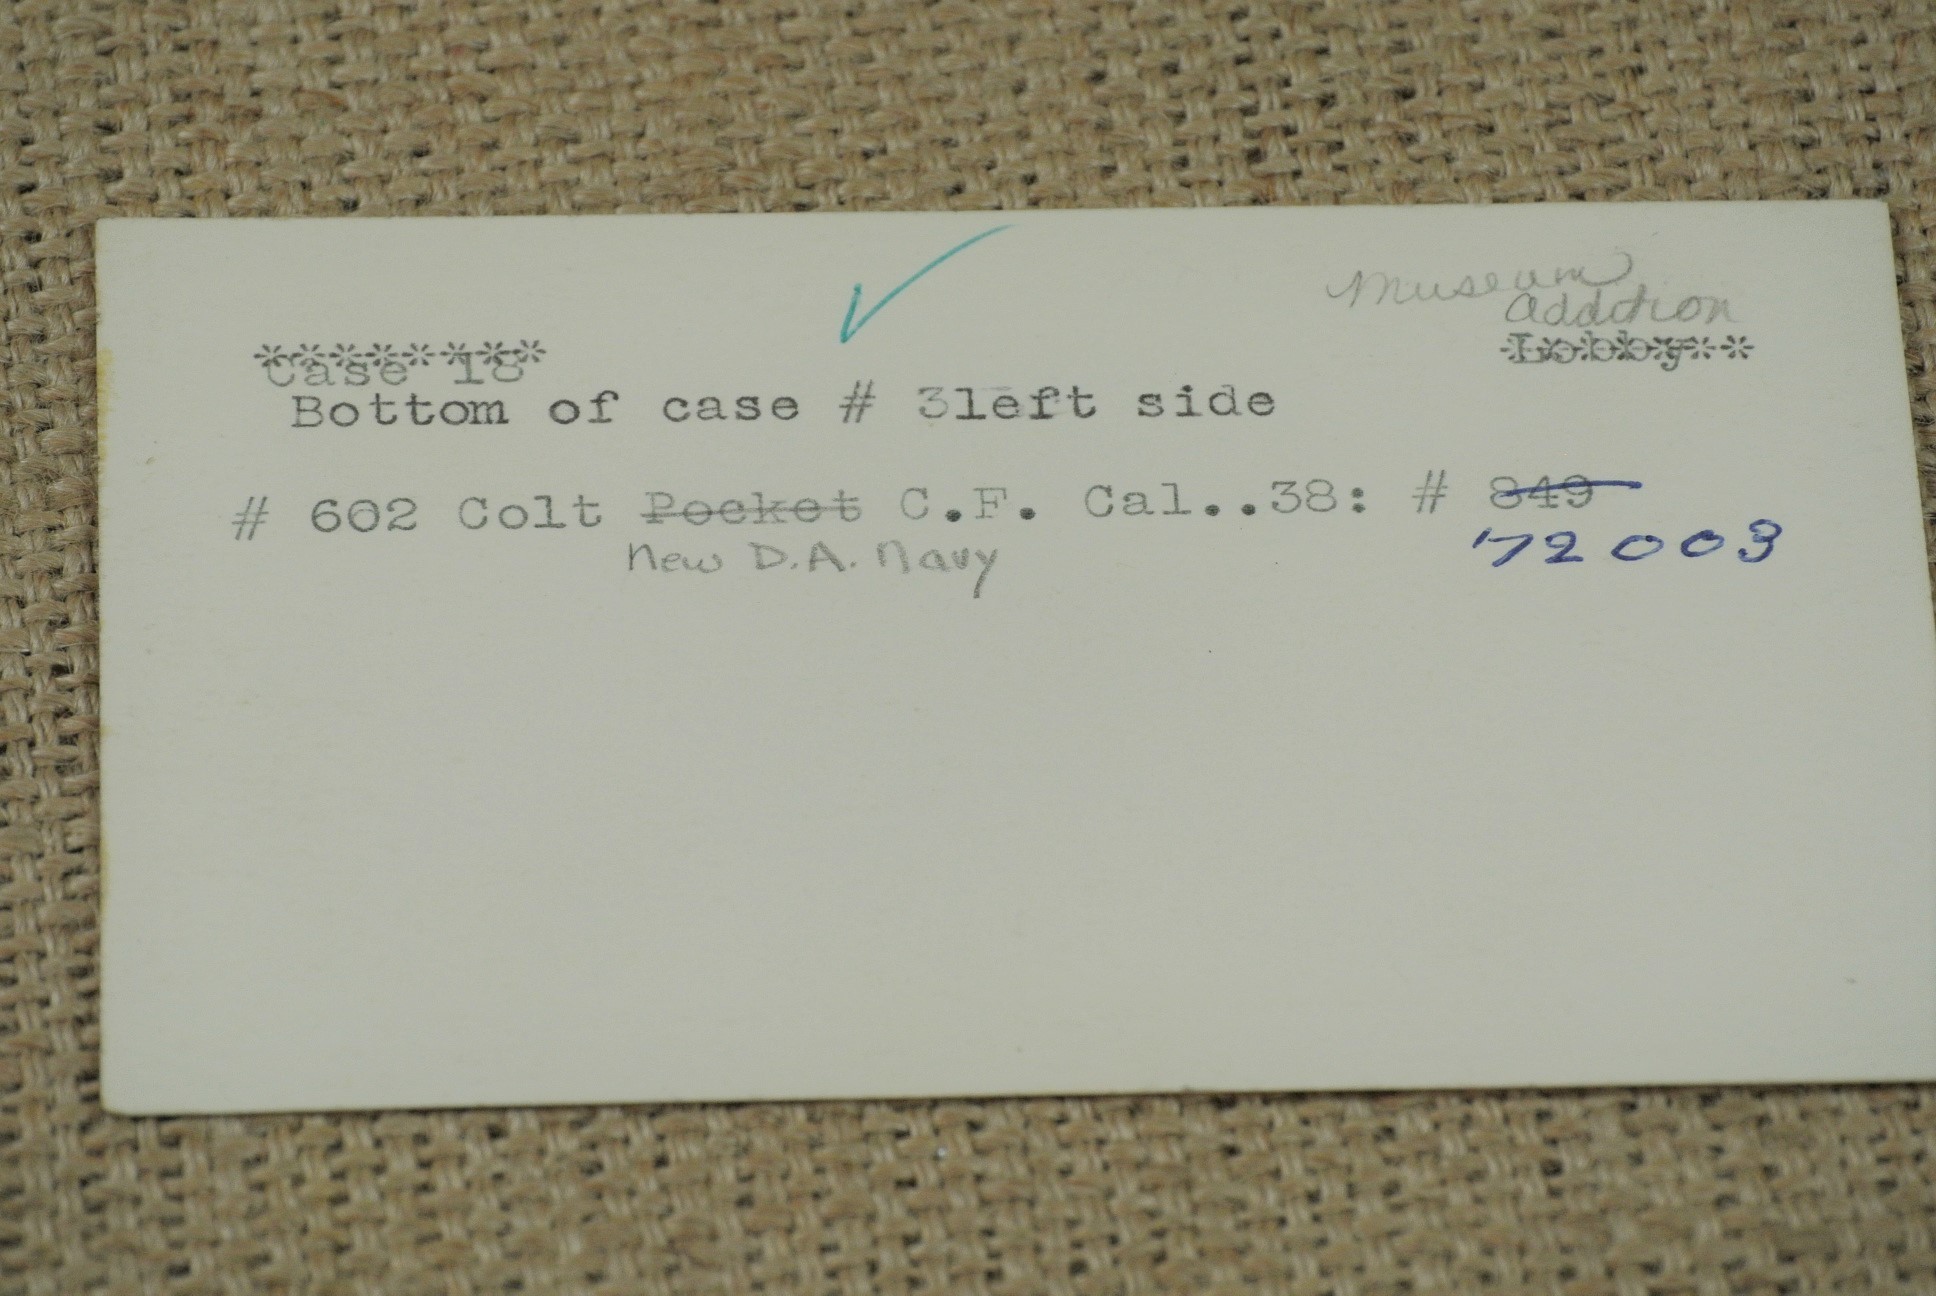 Museum
Addition
Case 18 Lobby
Bottom of case # 3left side
# 602 Colt Pocket C.F. Cal..38: # 849
New D.A. Navy 72003